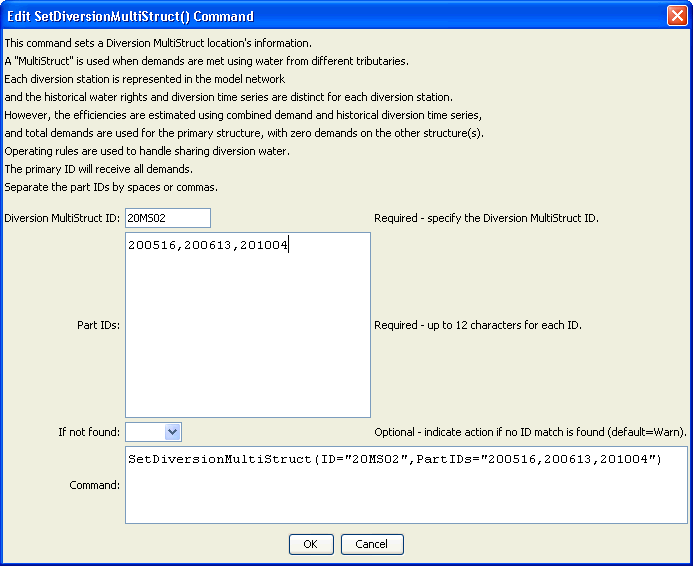 Edit SetDiversionMultiStruct() Command
This command sets a Diversion MultiStruct location's information.
A "MultiStruct" is used when demands are met using water from different tributaries.
Each diversion station is represented in the model network
and the historical water rights and diversion time series are distinct for each diversion station.
However, the efficiencies are estimated using combined demand and historical diversion time series,
and total demands are used for the primary structure, with zero demands on the other structure(s).
Operating rules are used to handle sharing diversion water.
The primary ID will receive all demands.
Separate the part IDs by spaces or commas.
Diversion MultiStruct ID: 20MS02 Required - specify the Diversion MultiStruct ID.
200516,200613,201004
Part IDs: Required - up to 12 characters for each ID.
If not found: Optional - indicate action if no ID match is found (default=Warn).
SetDiversionMultiStruct(ID="20MS02",PartIDs="200516,200613,201004")
Command:
OK Cancel